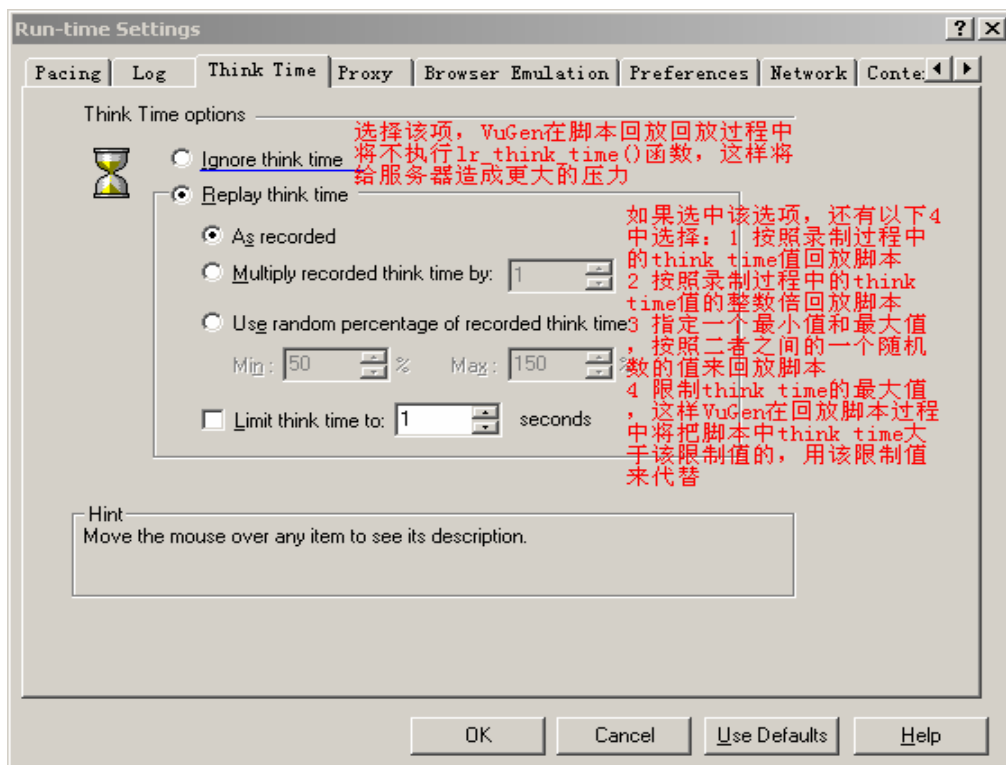 Run-time Settings
Pacing Log Think Time Proxy Browser Emulation Preferences Network Conte
Think Time options
选择该项，VuGen在脚本回放回放过程中
将不执行lr_think_time()函数，这样将
给服务器造成更大的压力
Ignore think time
Replay think time
如果选中该选项，还有以下4
中选择：1 按照录制过程中
的think time值回放脚本
2 按照录制过程中的think
time值的整数倍回放脚本
3 指定一个最小值和最大值
，按照二者之间的一个随机
数的值来回放脚本
4 限制think time的最大值
，这样VuGen在回放脚本过程
中将把脚本中think time大
于该限制值的，用该限制值
来代替
As recorded
Multiply recorded think time by: 1
Use random percentage of recorded think time
Min: 50 % Max: 150 %
Limit think time to: 1 seconds
Hint
Move the mouse over any item to see its description.
OK Cancel Use Defaults Help